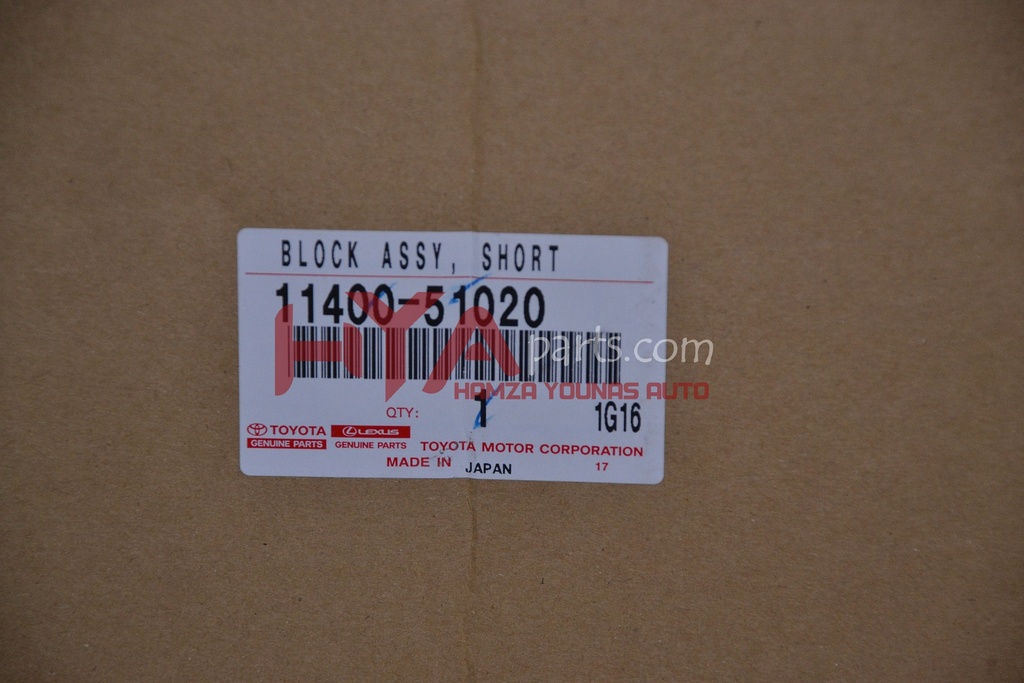 BLOCK ASSY, SHORT
11400-51020
HYAparts.com
HAMZA YOUNAS AUTO
QTY: 1 1G16
TOYOTA LEXUS
GENUINE PARTS GENUINE PARTS TOYOTA MOTOR CORPORATION
MADE IN JAPAN 17